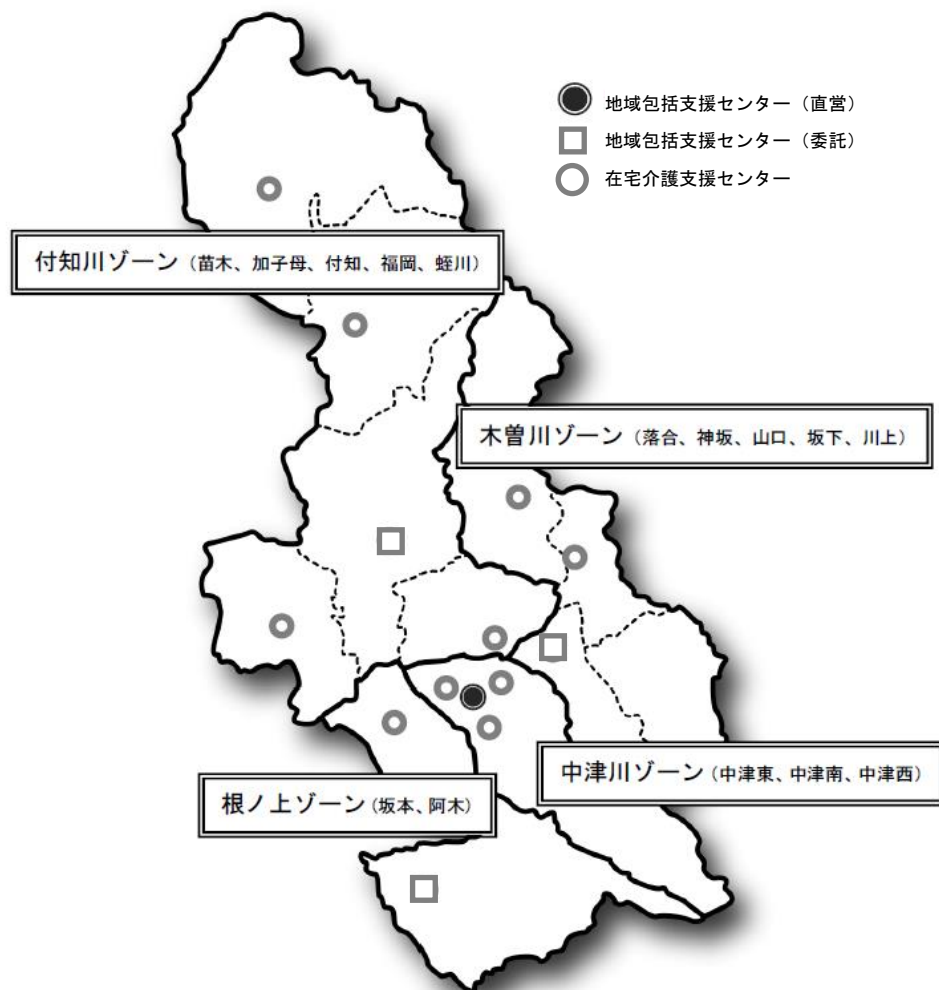 地域包括支援センター（直営）
地域包括支援センター（委託）
在宅介護支援センター
付知川ゾーン（苗木、加子母、付知、福岡、蛭川）
木曽川ゾーン（落合、神坂、山口、坂下、川上）
中津川ゾーン（中津東、中津南、中津西）
根ノ上ゾーン（坂本、阿木）